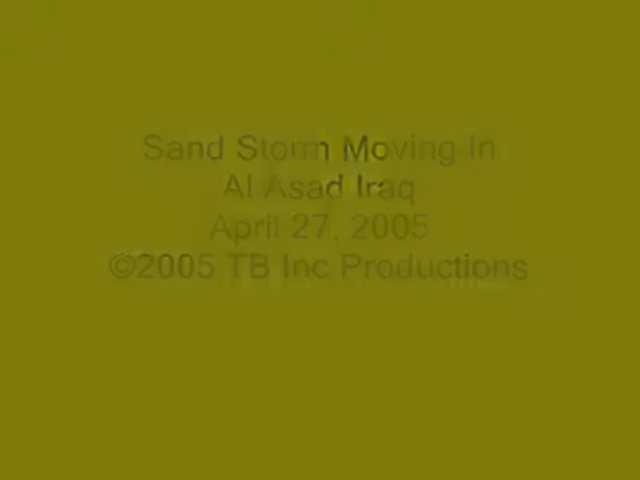 Sand Storm Moving In
Al Asad Iraq
April 27, 2005
©2005 TB Inc Productions